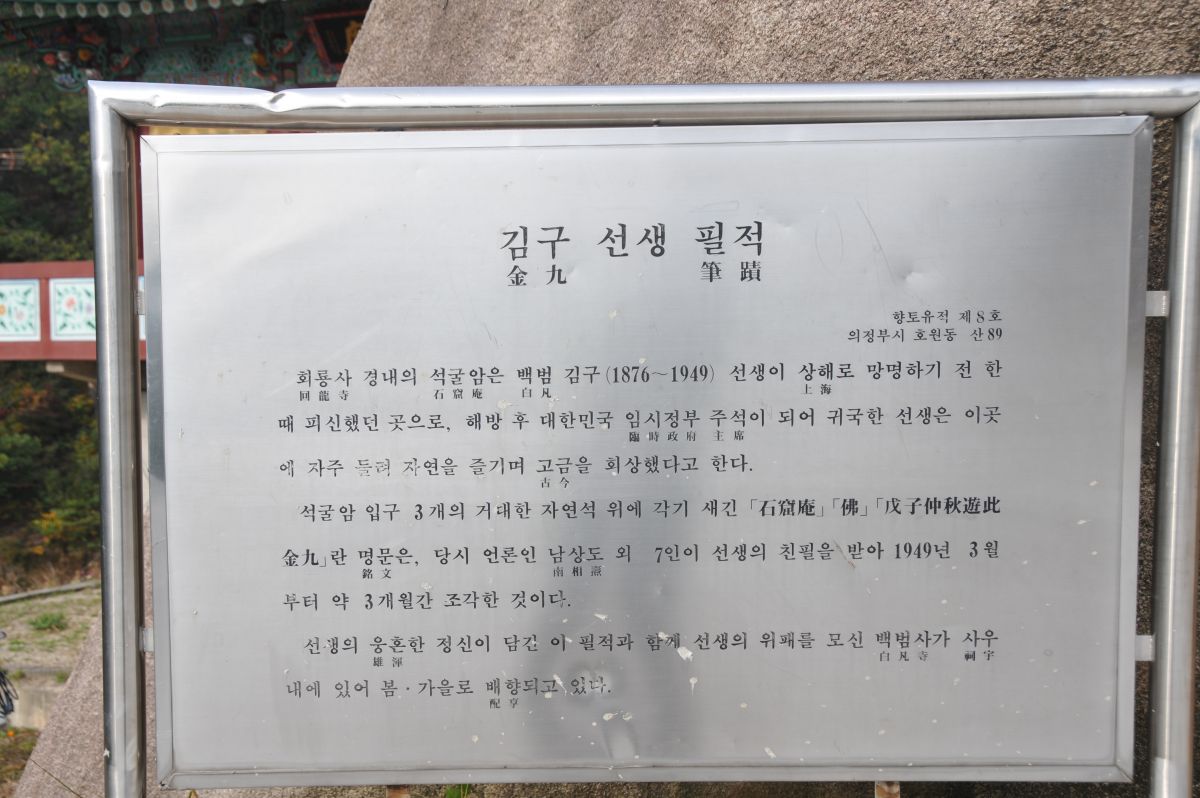 김구 선생 필적
金九 筆蹟
향토유적 제8호
의정부시 호원동 산89
회룡사 경내의 석굴암은 백범 김구(1876~1949) 선생이 상해로 망명하기 전 한
回龍寺 石窟庵 白凡 上海
때 피신했던 곳으로, 해방 후 대한민국 임시정부 주석이 되어 귀국한 선생은 이곳
臨時政府 主席
에 자주 들려 자연을 즐기며 고금을 회상했다고 한다.
古今
석굴암 입구 3개의 거대한 자연석 위에 각기 새긴 「石窟庵」「佛」「戊子仲秋遊此
金九」란 명문은, 당시 언론인 남상도 외 7인이 선생의 친필을 받아 1949년 3월
銘文 南相燾
부터 약 3개월간 조각한 것이다.
선생의 웅혼한 정신이 담긴 이 필적과 함께 선생의 위패를 모신 백범사가 사우
雄渾 白凡寺 祠宇
내에 있어 봄·가을로 배향되고 있다.
配享